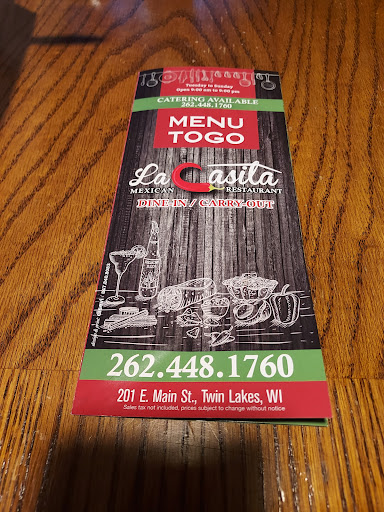 Tuesday to Sunday
Open 9:00 am to 9:00 pm
CATERING AVAILABLE
262.448.1760
MENU
TOGO
La Casita
MEXICAN RESTAURANT
DINE-IN / CARRY-OUT
262.448.1760
201 E. Main St., Twin Lakes, WI
Sales tax not included, prices subject to change without notice